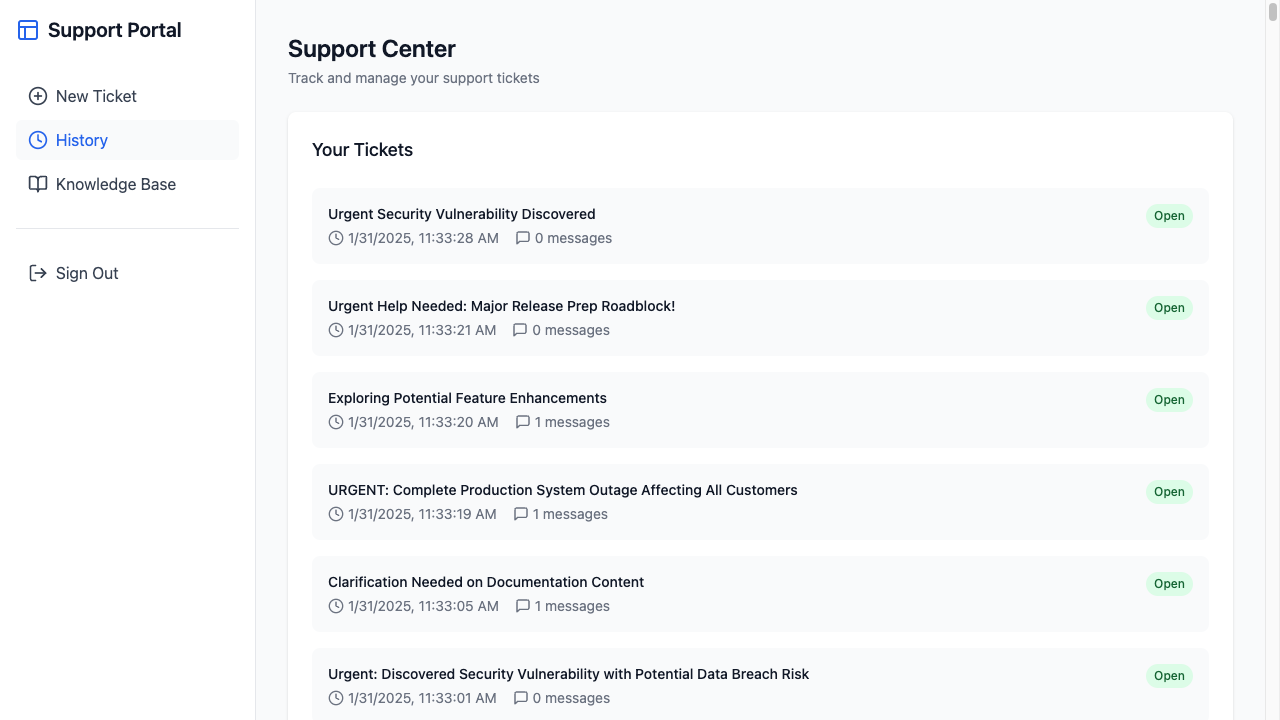 Support Portal
New Ticket
History
Knowledge Base
Sign Out
Support Center
Track and manage your support tickets
Your Tickets
Urgent Security Vulnerability Discovered
Open
1/31/2025, 11:33:28 AM 0 messages
Urgent Help Needed: Major Release Prep Roadblock!
Open
1/31/2025, 11:33:21 AM 0 messages
Exploring Potential Feature Enhancements
Open
1/31/2025, 11:33:20 AM 1 messages
URGENT: Complete Production System Outage Affecting All Customers
Open
1/31/2025, 11:33:19 AM 1 messages
Clarification Needed on Documentation Content
Open
1/31/2025, 11:33:05 AM 1 messages
Urgent: Discovered Security Vulnerability with Potential Data Breach Risk
Open
1/31/2025, 11:33:01 AM 0 messages